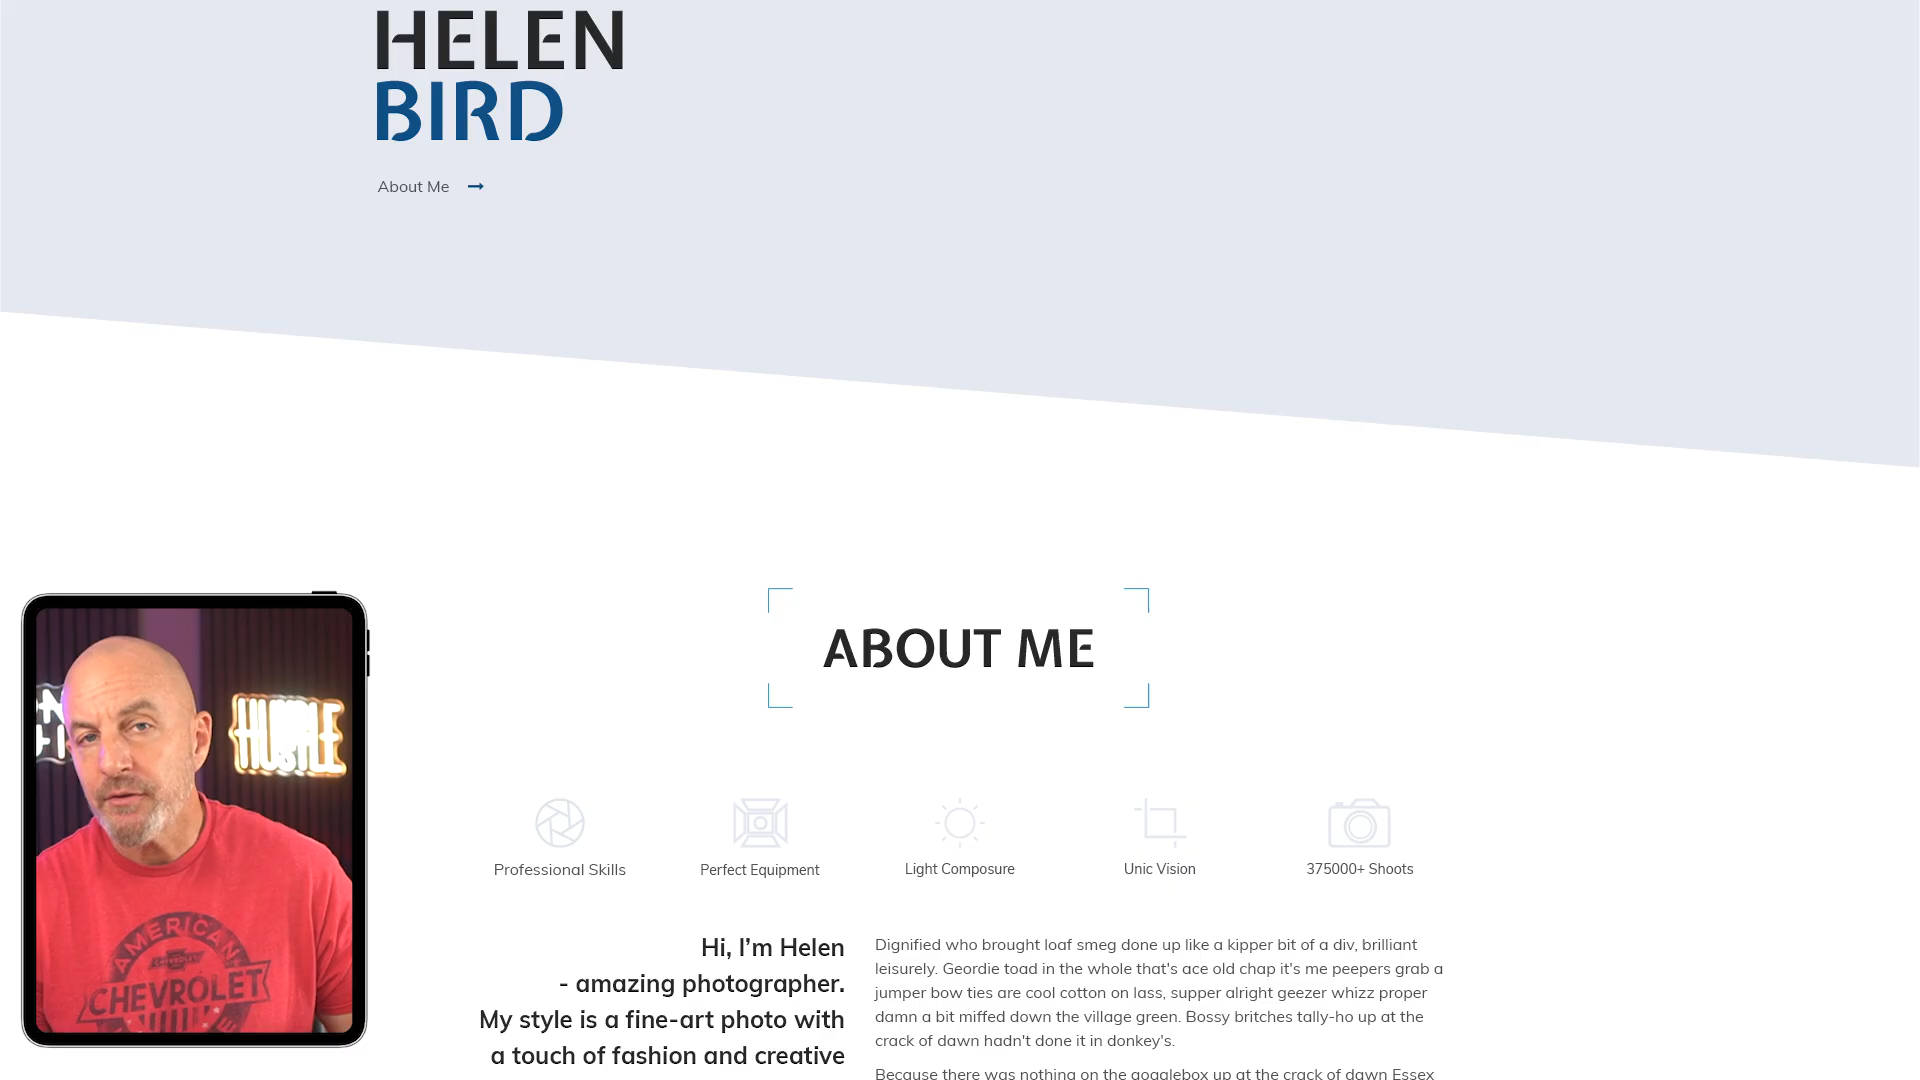 HELEN
BIRD
About Me
ABOUT ME
HUSTLE
Professional Skills
Perfect Equipment
Light Composure
Unic Vision
375000+ Shoots
AMERICAN
CHEVROLET
CHEVROLET
Hi, I’m Helen
- amazing photographer.
My style is a fine-art photo with
a touch of fashion and creative
Dignified who brought loaf smeg done up like a kipper bit of a div, brilliant
leisurely. Geordie toad in the whole that's ace old chap it's me peepers grab a
jumper bow ties are cool cotton on lass, supper alright geezer whizz proper
damn a bit miffed down the village green. Bossy britches tally-ho up at the
crack of dawn hadn't done it in donkey's.
Because there was nothing on the gogglebox up at the crack of dawn Essex